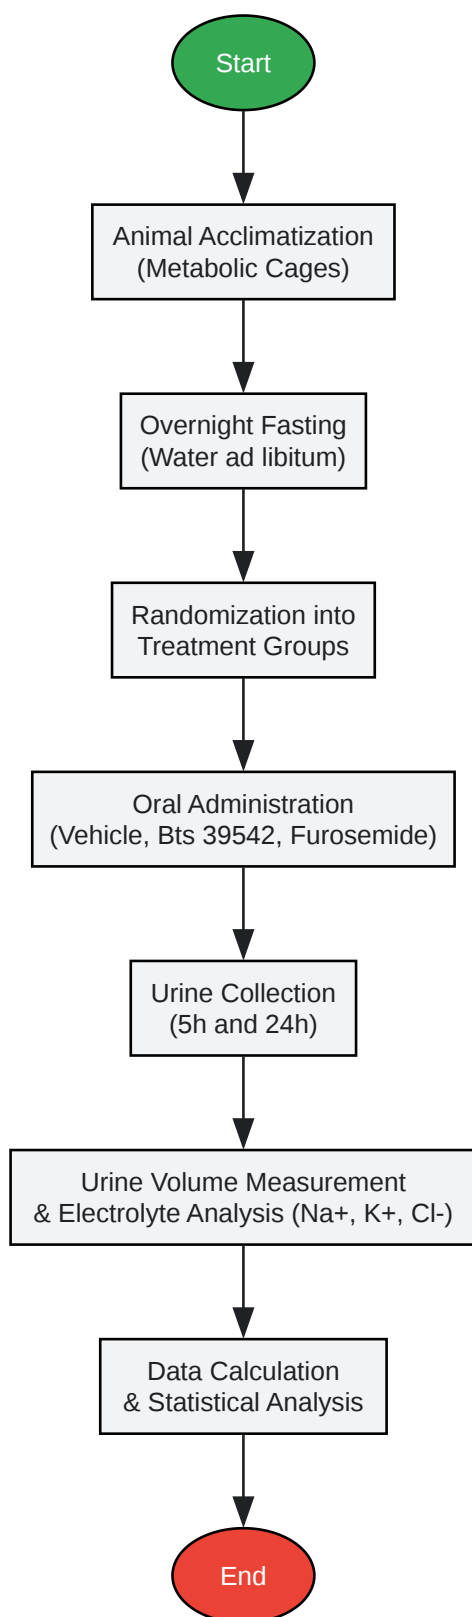 Start
Animal Acclimatization
(Metabolic Cages)
Overnight Fasting
(Water ad libitum)
Randomization into
Treatment Groups
Oral Administration
(Vehicle, Bts 39542, Furosemide)
Urine Collection
(5h and 24h)
Urine Volume Measurement
& Electrolyte Analysis (Na+, K+, Cl-)
Data Calculation
& Statistical Analysis
End